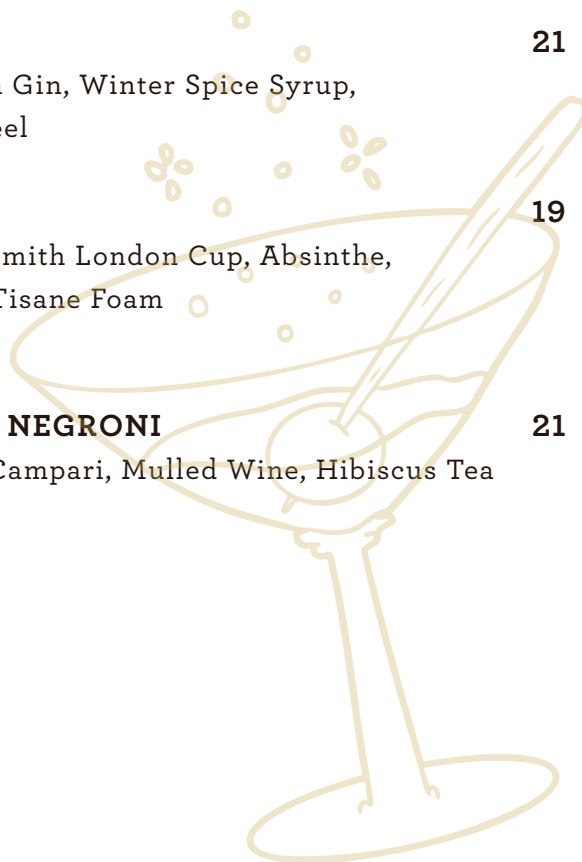 21
Gin, Winter Spice Syrup,
eel
19
mith London Cup, Absinthe,
Tisane Foam
NEGRONI 21
Campari, Mulled Wine, Hibiscus Tea